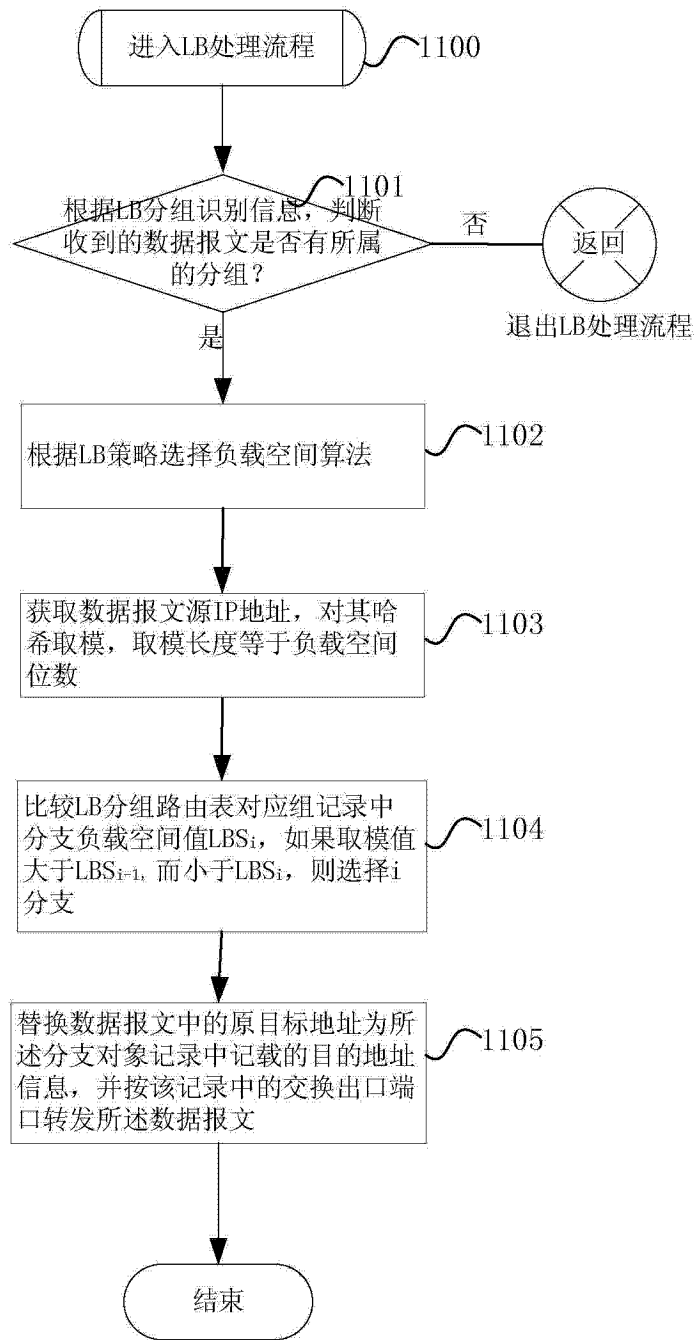 进入LB处理流程
1100
1101
根据LB分组识别信息，判断
收到的数据报文是否有所属
的分组？
否
返回
退出LB处理流程
是
根据LB策略选择负载空间算法
1102
获取数据报文源IP地址，对其哈
希取模，取模长度等于负载空间
位数
1103
比较LB分组路由表对应组记录中
分支负载空间值LBSi，如果取模值
大于LBSi-1，而小于LBSi，则选择i
分支
1104
替换数据报文中的原目标地址为所
述分支对象记录中记载的目的地址
信息，并按该记录中的交换出口端
口转发所述数据报文
1105
结束